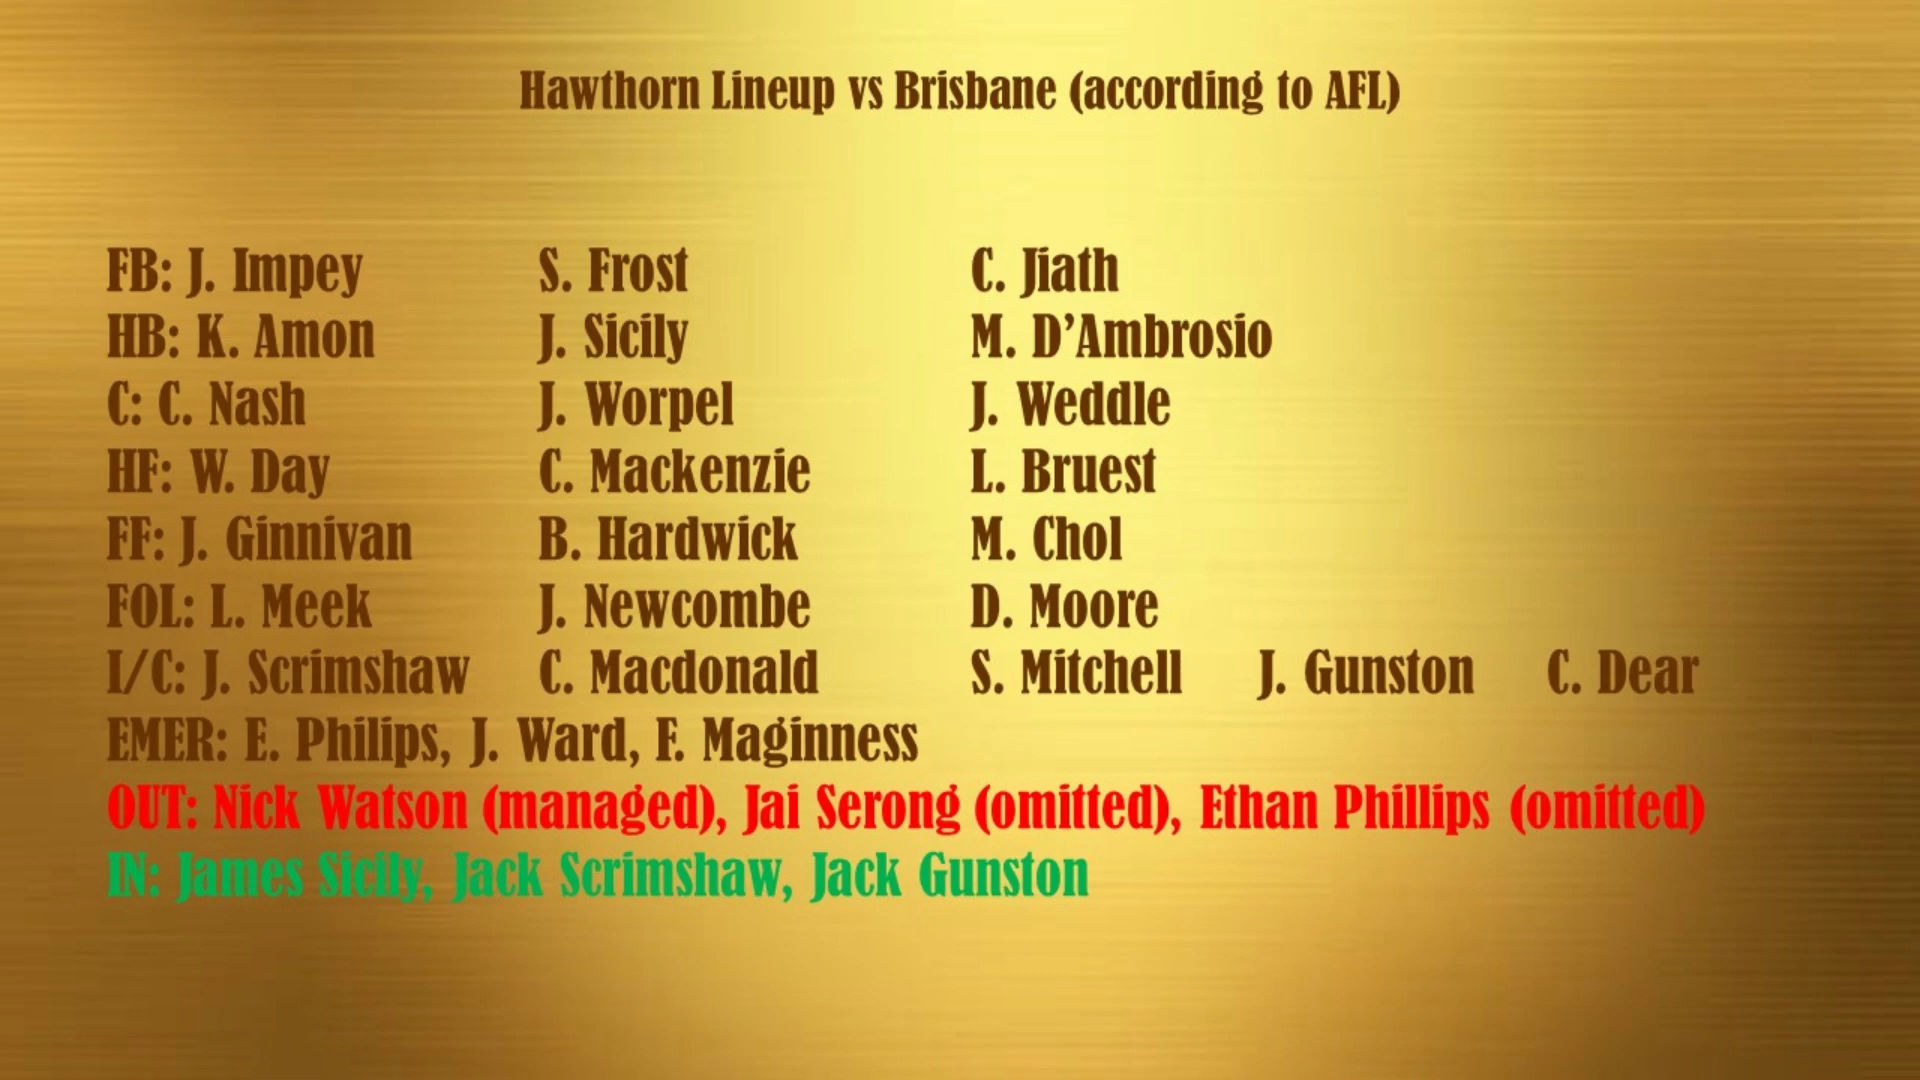 Hawthorn Lineup vs Brisbane (according to AFL)
FB: J. Impey S. Frost C. Jiath
HB: K. Amon J. Sicily M. D’Ambrosio
C: C. Nash J. Worpel J. Weddle
HF: W. Day C. Mackenzie L. Bruest
FF: J. Ginnivan B. Hardwick M. Chol
FOL: L. Meek J. Newcombe D. Moore
I/C: J. Scrimshaw C. Macdonald S. Mitchell J. Gunston C. Dear
EMER: E. Philips, J. Ward, F. Maginness
OUT: Nick Watson (managed), Jai Serong (omitted), Ethan Phillips (omitted)
IN: James Sicily, Jack Scrimshaw, Jack Gunston